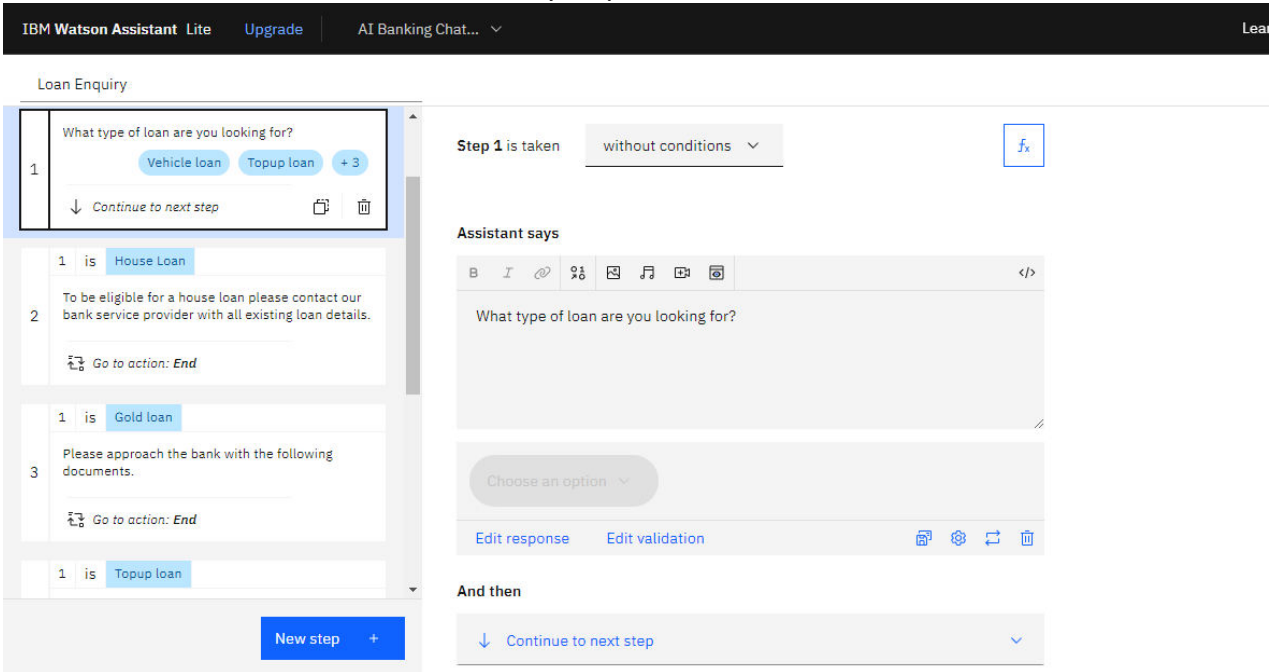 IBM Watson Assistant Lite Upgrade AI Banking Chat...
Loan Enquiry
1
What type of loan are you looking for?
Vehicle loan Topup loan + 3
Continue to next step
2
1 is House Loan
To be eligible for a house loan please contact our
bank service provider with all existing loan details.
Go to action: End
3
1 is Gold loan
Please approach the bank with the following
documents.
Go to action: End
1 is Topup loan
New step +
Step 1 is taken without conditions
fx
Assistant says
B I </>
What type of loan are you looking for?
Choose an option
Edit response Edit validation
And then
Continue to next step